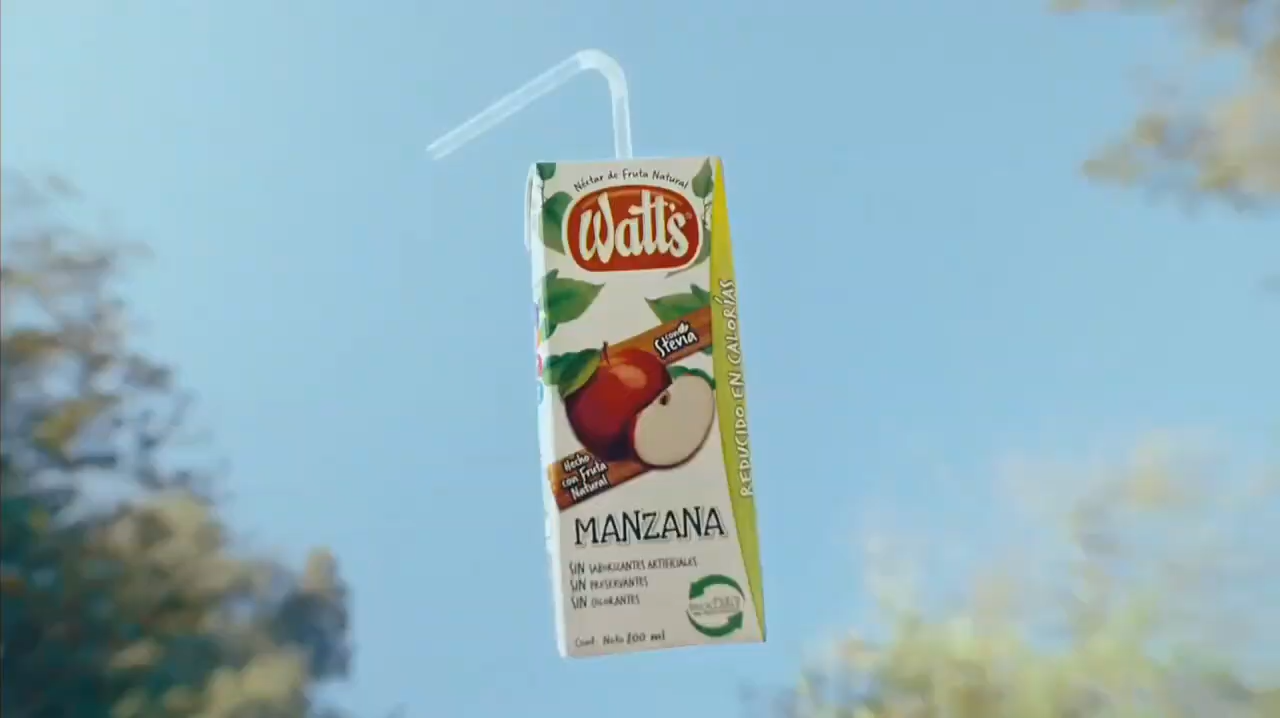 Néctar de Fruta Natural
Watt's
con
Stevia
REDUCIDO EN CALORÍAS
Hecho
con Fruta
Natural
MANZANA
SIN SABORIZANTES ARTIFICIALES
SIN PRESERVANTES
SIN COLORANTES
Cont. Neto 200 ml